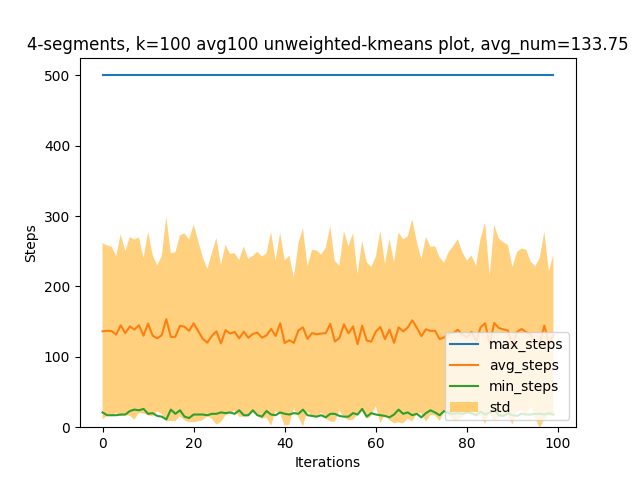 4-segments, k=100 avg100 unweighted-kmeans plot, avg_num=133.75
500
400
300
200
100
0
Steps
max_steps
avg_steps
min_steps
std
0
20
40
60
80
100
Iterations